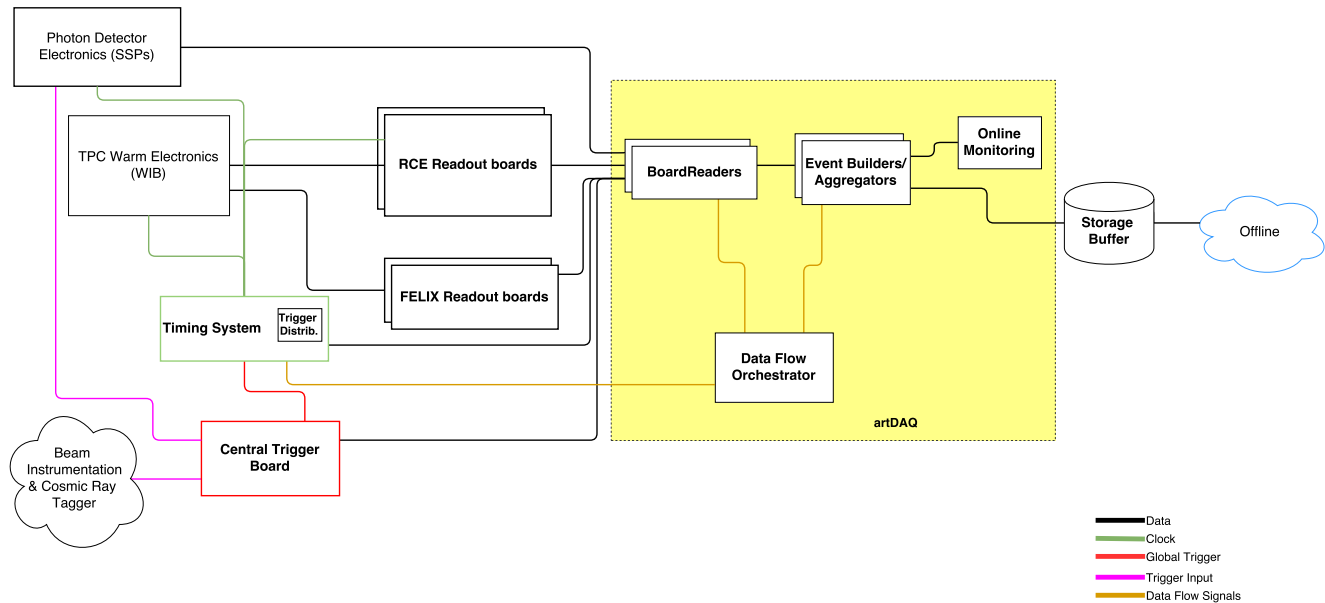 Photon Detector
Electronics (SSPs)
TPC Warm Electronics
(WIB)
RCE Readout boards
FELIX Readout boards
Timing System
Trigger
Distrib.
Central Trigger
Board
Beam
Instrumentation
& Cosmic Ray
Tagger
BoardReaders
Event Builders/
Aggregators
Online
Monitoring
Data Flow
Orchestrator
artDAQ
Storage
Buffer
Offline
Data
Clock
Global Trigger
Trigger Input
Data Flow Signals